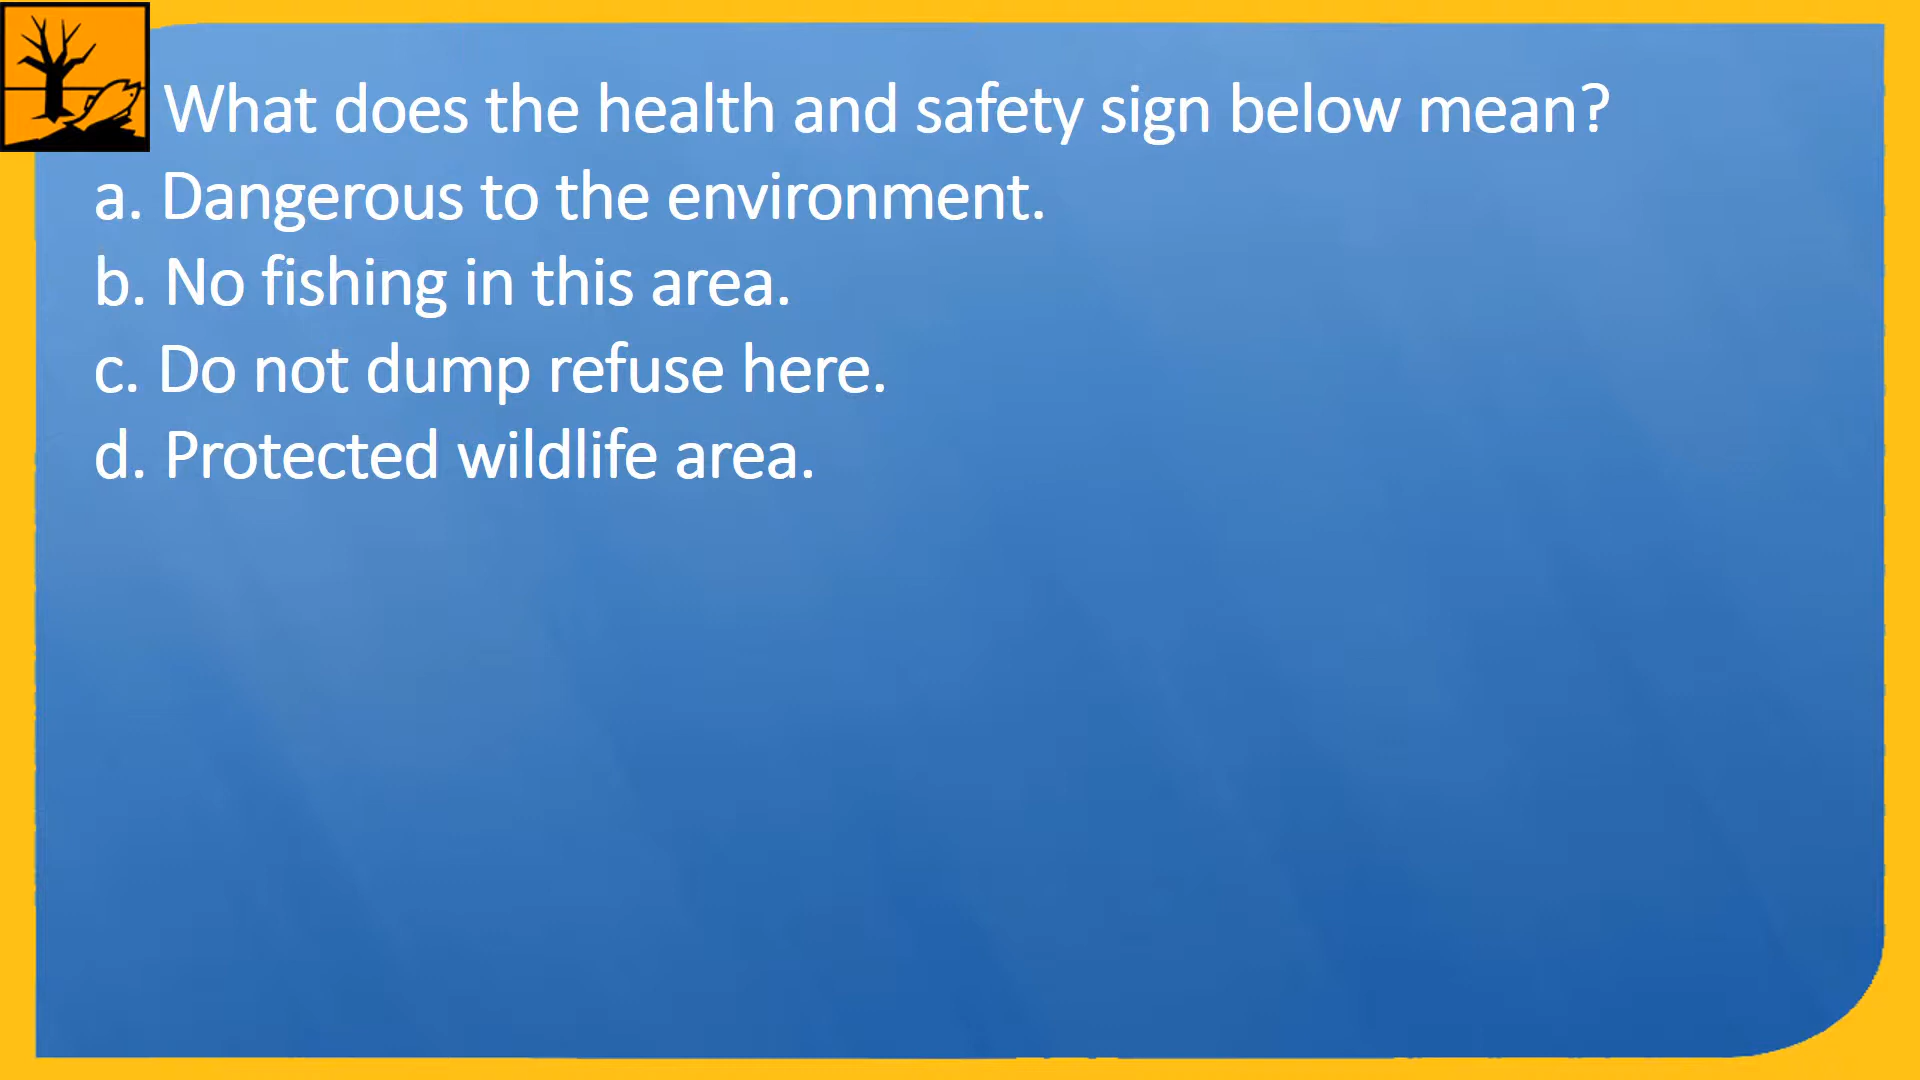 What does the health and safety sign below mean?
a. Dangerous to the environment.
b. No fishing in this area.
c. Do not dump refuse here.
d. Protected wildlife area.